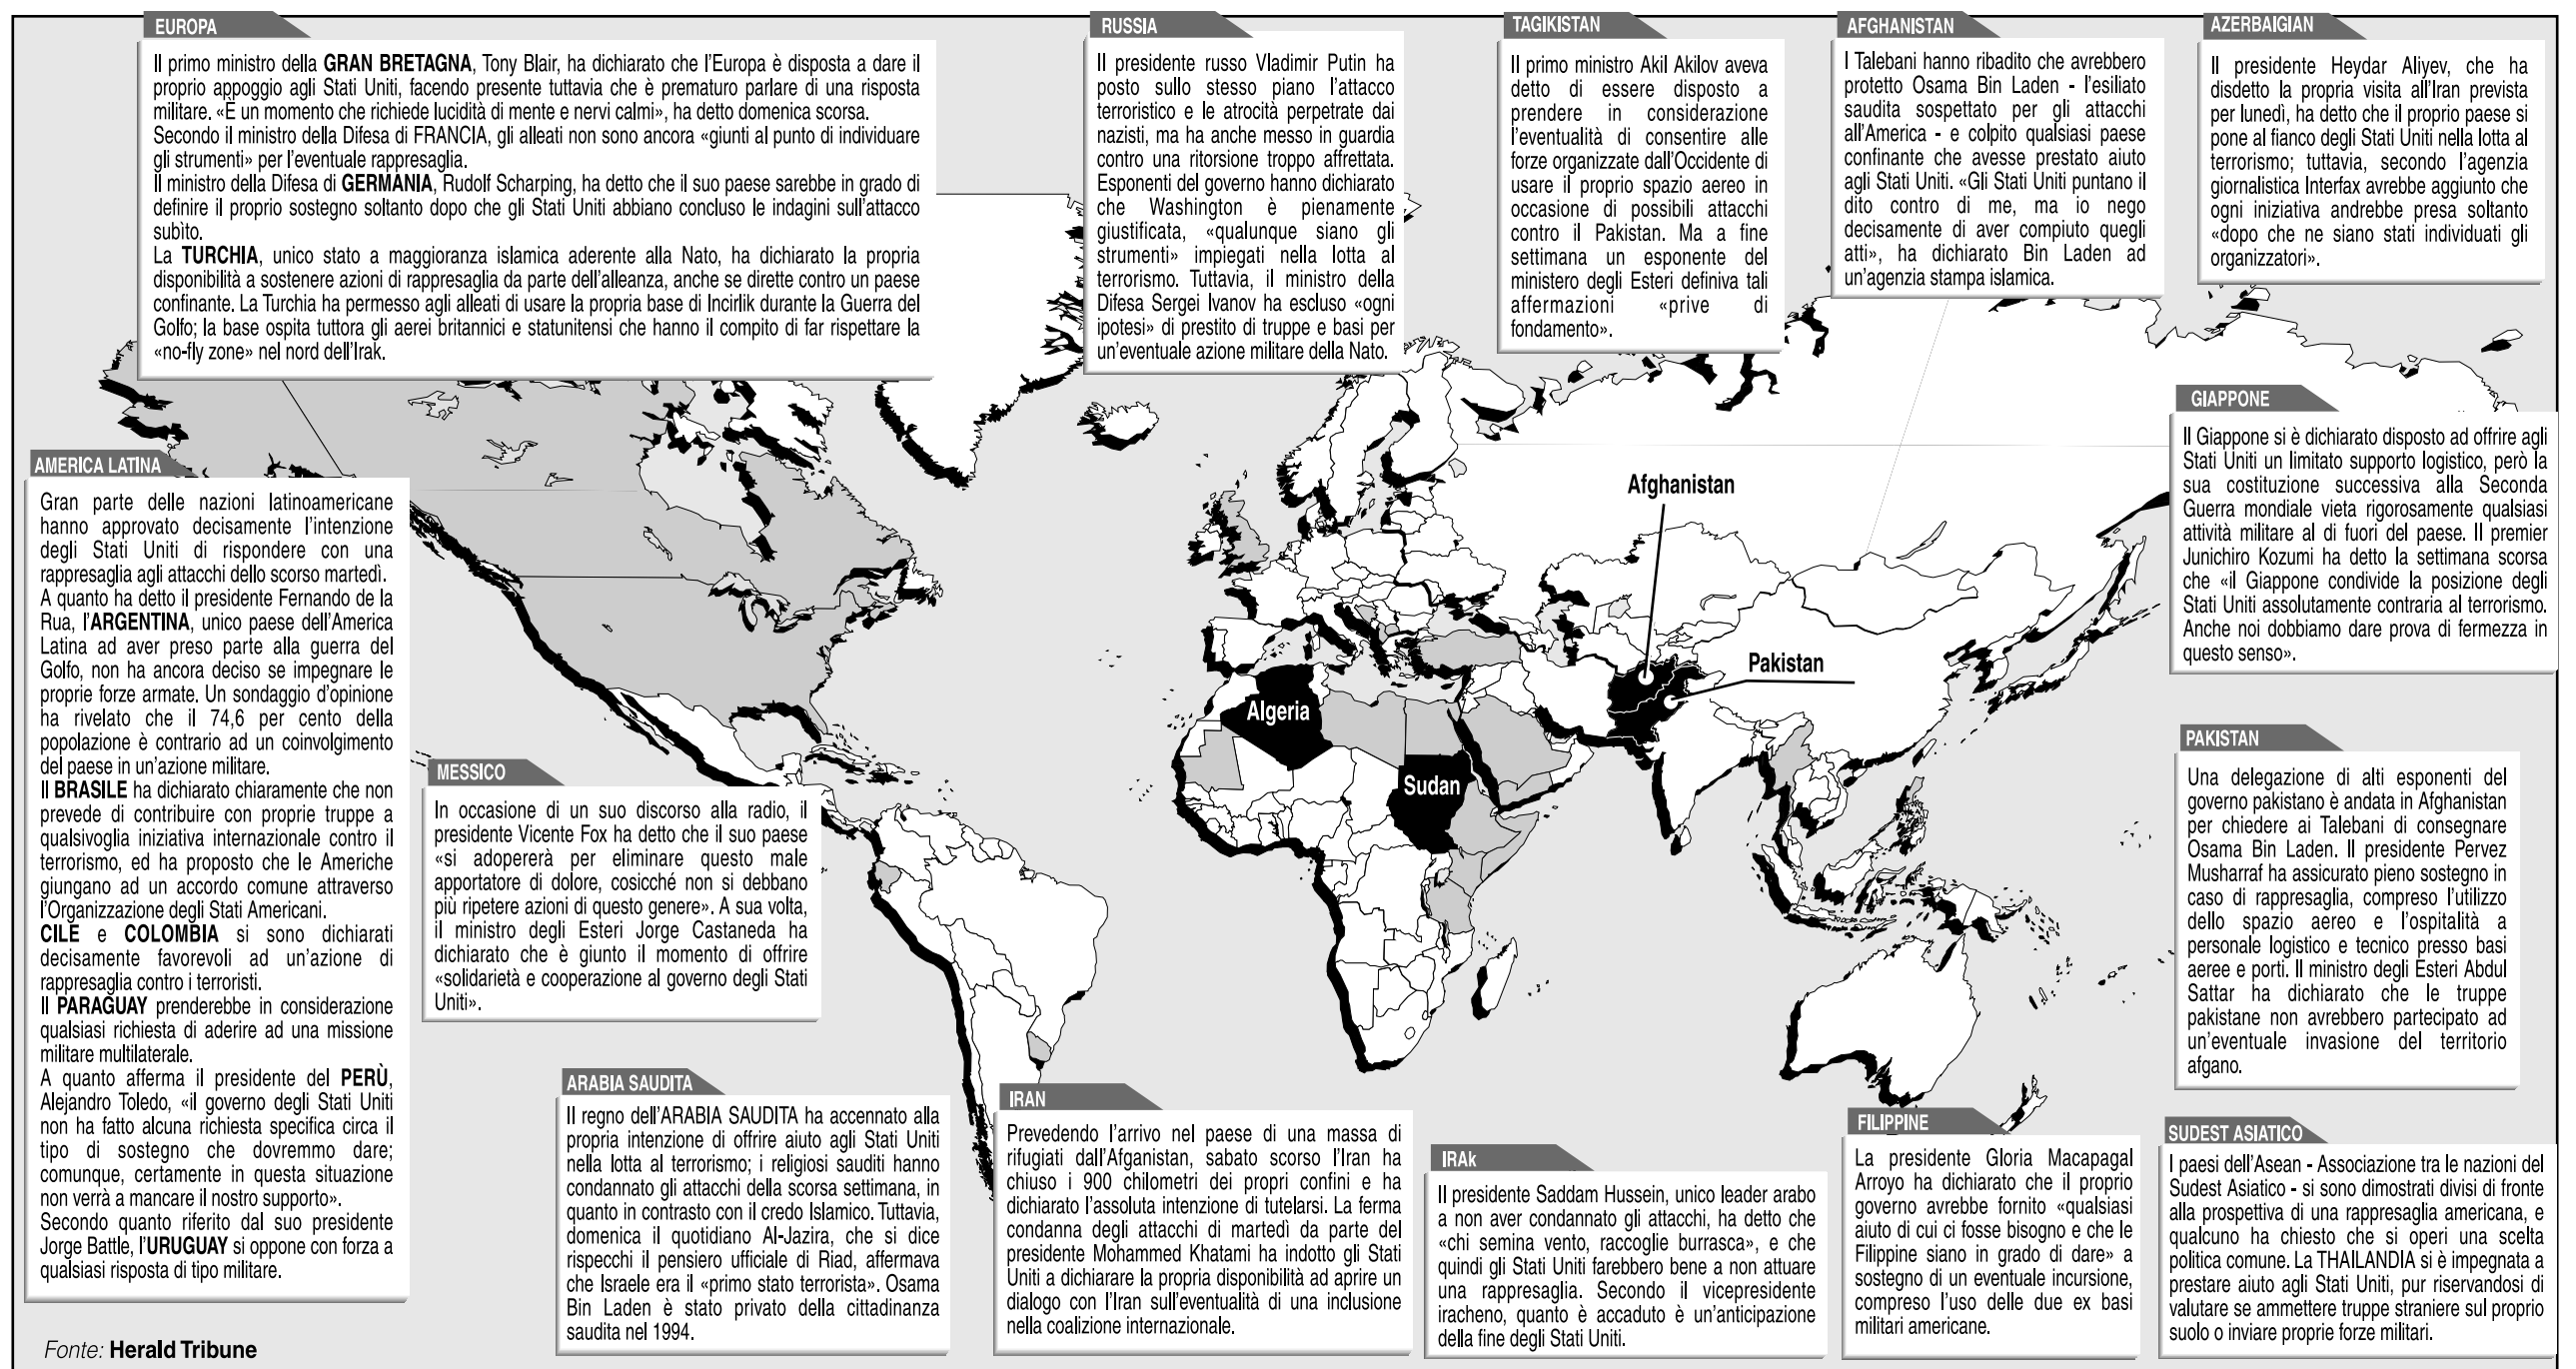 EUROPA
Il primo ministro della GRAN BRETAGNA, Tony Blair, ha dichiarato che l'Europa è disposta a dare il
proprio appoggio agli Stati Uniti, facendo presente tuttavia che è prematuro parlare di una risposta
militare. «È un momento che richiede lucidità di mente e nervi calmi», ha detto domenica scorsa.
Secondo il ministro della Difesa di FRANCIA, gli alleati non sono ancora «giunti al punto di individuare
gli strumenti» per l'eventuale rappresaglia.
Il ministro della Difesa di GERMANIA, Rudolf Scharping, ha detto che il suo paese sarebbe in grado di
definire il proprio sostegno soltanto dopo che gli Stati Uniti abbiano concluso le indagini sull'attacco
subìto.
La TURCHIA, unico stato a maggioranza islamica aderente alla Nato, ha dichiarato la propria
disponibilità a sostenere azioni di rappresaglia da parte dell'alleanza, anche se dirette contro un paese
confinante. La Turchia ha permesso agli alleati di usare la propria base di Incirlik durante la Guerra del
Golfo; la base ospita tuttora gli aerei britannici e statunitensi che hanno il compito di far rispettare la
«no-fly zone» nel nord dell'Irak.
RUSSIA
Il presidente russo Vladimir Putin ha
posto sullo stesso piano l'attacco
terroristico e le atrocità perpetrate dai
nazisti, ma ha anche messo in guardia
contro una ritorsione troppo affrettata.
Esponenti del governo hanno dichiarato
che Washington è pienamente
giustificata, «qualunque siano gli
strumenti» impiegati nella lotta al
terrorismo. Tuttavia, il ministro della
Difesa Sergei Ivanov ha escluso «ogni
ipotesi» di prestito di truppe e basi per
un'eventuale azione militare della Nato.
TAGIKISTAN
Il primo ministro Akil Akilov aveva
detto di essere disposto a
prendere in considerazione
l'eventualità di consentire alle
forze organizzate dall'Occidente di
usare il proprio spazio aereo in
occasione di possibili attacchi
contro il Pakistan. Ma a fine
settimana un esponente del
ministero degli Esteri definiva tali
affermazioni «prive di
fondamento».
AFGHANISTAN
I Talebani hanno ribadito che avrebbero
protetto Osama Bin Laden - l'esiliato
saudita sospettato per gli attacchi
all'America - e colpito qualsiasi paese
confinante che avesse prestato aiuto
agli Stati Uniti. «Gli Stati Uniti puntano il
dito contro di me, ma io nego
decisamente di aver compiuto quegli
atti», ha dichiarato Bin Laden ad
un'agenzia stampa islamica.
AZERBAIGIAN
Il presidente Heydar Aliyev, che ha
disdetto la propria visita all'Iran prevista
per lunedì, ha detto che il proprio paese si
pone al fianco degli Stati Uniti nella lotta al
terrorismo; tuttavia, secondo l'agenzia
giornalistica Interfax avrebbe aggiunto che
ogni iniziativa andrebbe presa soltanto
«dopo che ne siano stati individuati gli
organizzatori».
GIAPPONE
Il Giappone si è dichiarato disposto ad offrire agli
Stati Uniti un limitato supporto logistico, però la
sua costituzione successiva alla Seconda
Guerra mondiale vieta rigorosamente qualsiasi
attività militare al di fuori del paese. Il premier
Junichiro Kozumi ha detto la settimana scorsa
che «il Giappone condivide la posizione degli
Stati Uniti assolutamente contraria al terrorismo.
Anche noi dobbiamo dare prova di fermezza in
questo senso».
AMERICA LATINA
Gran parte delle nazioni latinoamericane
hanno approvato decisamente l'intenzione
degli Stati Uniti di rispondere con una
rappresaglia agli attacchi dello scorso martedì.
A quanto ha detto il presidente Fernando de la
Rua, l'ARGENTINA, unico paese dell'America
Latina ad aver preso parte alla guerra del
Golfo, non ha ancora deciso se impegnare le
proprie forze armate. Un sondaggio d'opinione
ha rivelato che il 74,6 per cento della
popolazione è contrario ad un coinvolgimento
del paese in un'azione militare.
Il BRASILE ha dichiarato chiaramente che non
prevede di contribuire con proprie truppe a
qualsivoglia iniziativa internazionale contro il
terrorismo, ed ha proposto che le Americhe
giungano ad un accordo comune attraverso
l'Organizzazione degli Stati Americani.
CILE e COLOMBIA si sono dichiarati
decisamente favorevoli ad un'azione di
rappresaglia contro i terroristi.
Il PARAGUAY prenderebbe in considerazione
qualsiasi richiesta di aderire ad una missione
militare multilaterale.
A quanto afferma il presidente del PERÙ,
Alejandro Toledo, «il governo degli Stati Uniti
non ha fatto alcuna richiesta specifica circa il
tipo di sostegno che dovremmo dare;
comunque, certamente in questa situazione
non verrà a mancare il nostro supporto».
Secondo quanto riferito dal suo presidente
Jorge Battle, l'URUGUAY si oppone con forza a
qualsiasi risposta di tipo militare.
Afghanistan
Pakistan
Algeria
Sudan
MESSICO
In occasione di un suo discorso alla radio, il
presidente Vicente Fox ha detto che il suo paese
«si adopererà per eliminare questo male
apportatore di dolore, cosicché non si debbano
più ripetere azioni di questo genere». A sua volta,
il ministro degli Esteri Jorge Castaneda ha
dichiarato che è giunto il momento di offrire
«solidarietà e cooperazione al governo degli Stati
Uniti».
PAKISTAN
Una delegazione di alti esponenti del
governo pakistano è andata in Afghanistan
per chiedere ai Talebani di consegnare
Osama Bin Laden. Il presidente Pervez
Musharraf ha assicurato pieno sostegno in
caso di rappresaglia, compreso l'utilizzo
dello spazio aereo e l'ospitalità a
personale logistico e tecnico presso basi
aeree e porti. Il ministro degli Esteri Abdul
Sattar ha dichiarato che le truppe
pakistane non avrebbero partecipato ad
un'eventuale invasione del territorio
afgano.
ARABIA SAUDITA
Il regno dell'ARABIA SAUDITA ha accennato alla
propria intenzione di offrire aiuto agli Stati Uniti
nella lotta al terrorismo; i religiosi sauditi hanno
condannato gli attacchi della scorsa settimana, in
quanto in contrasto con il credo Islamico. Tuttavia,
domenica il quotidiano Al-Jazira, che si dice
rispecchi il pensiero ufficiale di Riad, affermava
che Israele era il «primo stato terrorista». Osama
Bin Laden è stato privato della cittadinanza
saudita nel 1994.
IRAN
Prevedendo l'arrivo nel paese di una massa di
rifugiati dall'Afganistan, sabato scorso l'Iran ha
chiuso i 900 chilometri dei propri confini e ha
dichiarato l'assoluta intenzione di tutelarsi. La ferma
condanna degli attacchi di martedì da parte del
presidente Mohammed Khatami ha indotto gli Stati
Uniti a dichiarare la propria disponibilità ad aprire un
dialogo con l'Iran sull'eventualità di una inclusione
nella coalizione internazionale.
IRAk
Il presidente Saddam Hussein, unico leader arabo
a non aver condannato gli attacchi, ha detto che
«chi semina vento, raccoglie burrasca», e che
quindi gli Stati Uniti farebbero bene a non attuare
una rappresaglia. Secondo il vicepresidente
iracheno, quanto è accaduto è un'anticipazione
della fine degli Stati Uniti.
FILIPPINE
La presidente Gloria Macapagal
Arroyo ha dichiarato che il proprio
governo avrebbe fornito «qualsiasi
aiuto di cui ci fosse bisogno e che le
Filippine siano in grado di dare» a
sostegno di un eventuale incursione,
compreso l'uso delle due ex basi
militari americane.
SUDEST ASIATICO
I paesi dell'Asean - Associazione tra le nazioni del
Sudest Asiatico - si sono dimostrati divisi di fronte
alla prospettiva di una rappresaglia americana, e
qualcuno ha chiesto che si operi una scelta
politica comune. La THAILANDIA si è impegnata a
prestare aiuto agli Stati Uniti, pur riservandosi di
valutare se ammettere truppe straniere sul proprio
suolo o inviare proprie forze militari.
Fonte: Herald Tribune